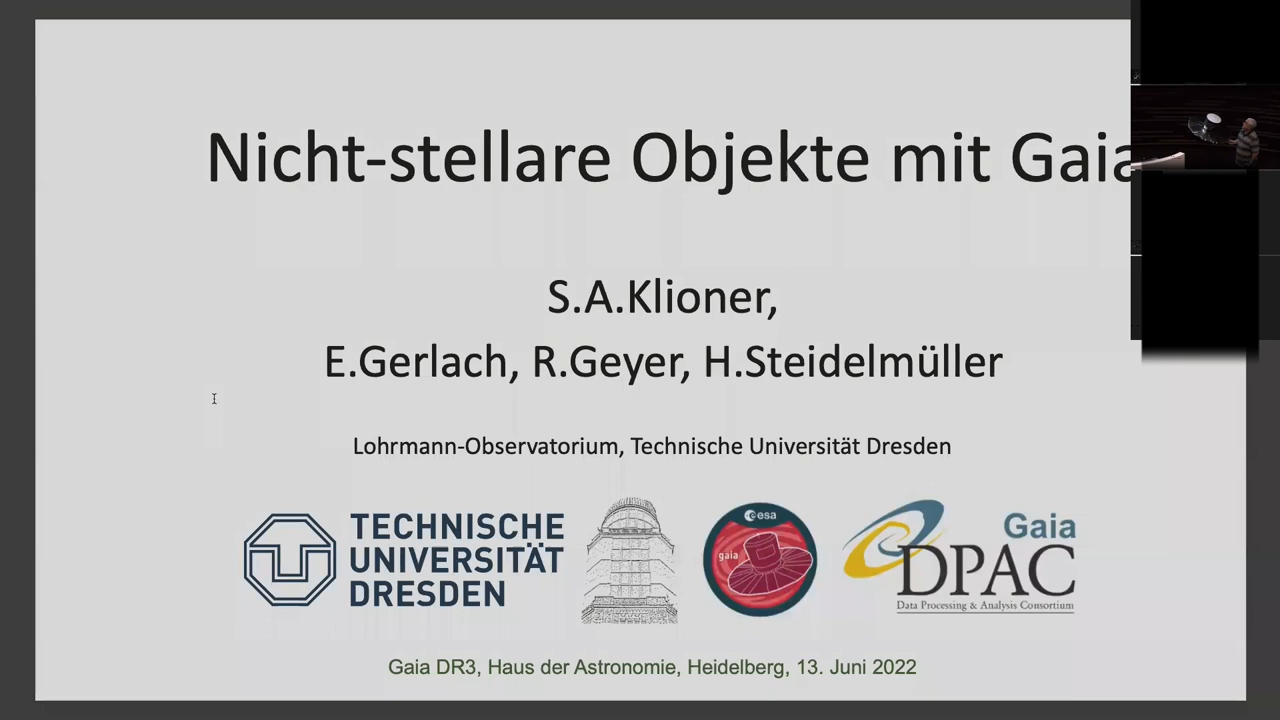 Nicht-stellare Objekte mit Gaia
S.A.Klioner,
E.Gerlach, R.Geyer, H.Steidelmüller
Lohrmann-Observatorium, Technische Universität Dresden
TECHNISCHE
UNIVERSITÄT
DRESDEN
esa
gaia
Gaia
DPAC
Data Processing & Analysis Consortium
Gaia DR3, Haus der Astronomie, Heidelberg, 13. Juni 2022